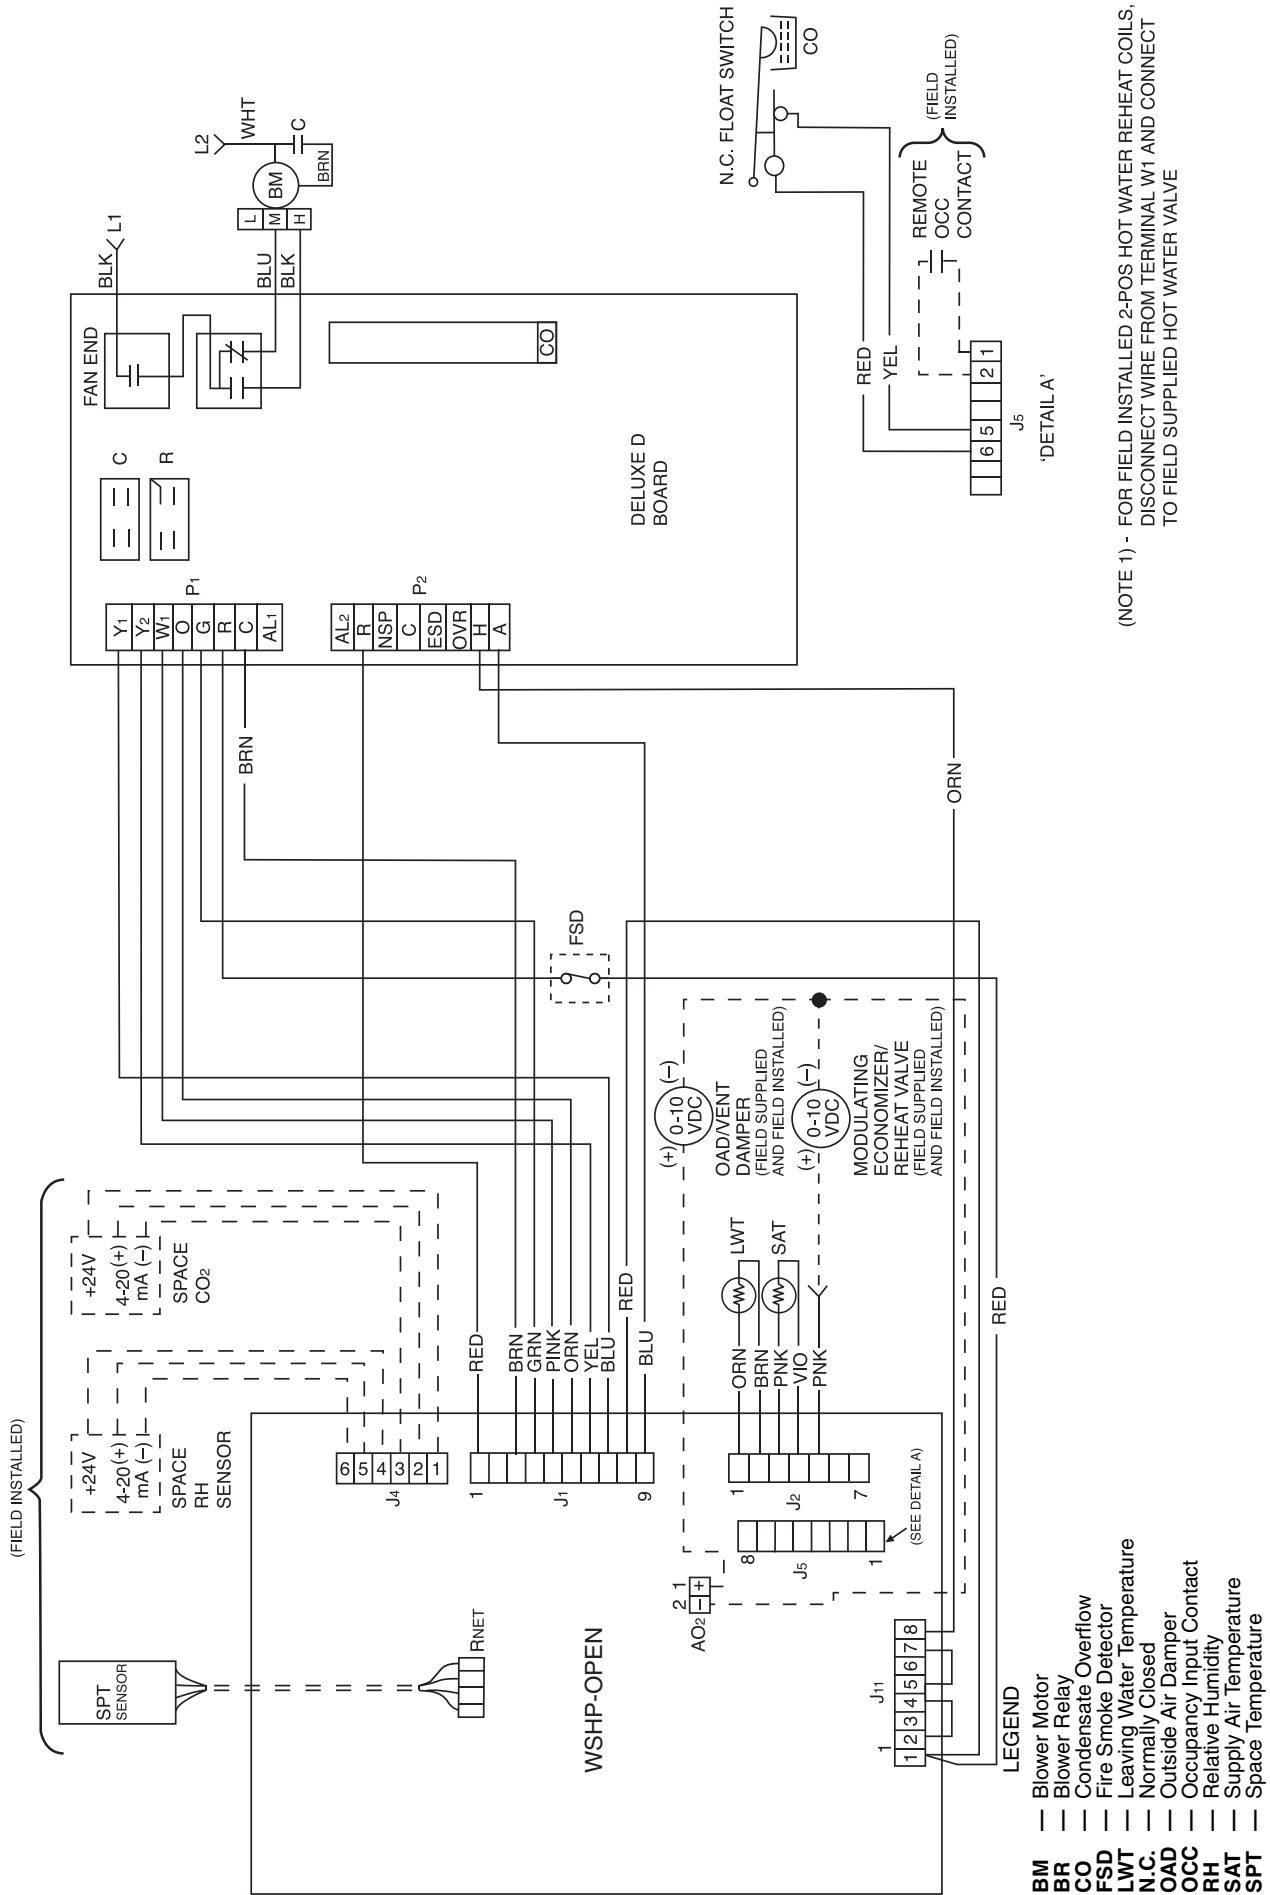 (FIELD INSTALLED)
SPT
SENSOR
+24V
4-20 (+)
mA (–)
SPACE
RH
SENSOR
+24V
4-20 (+)
mA (–)
SPACE
CO2
RNET
WSHP-OPEN
6 5 4 3 2 1
J4
1
J1
9
RED
BRN
GRN
PINK
ORN
YEL
BLU
RED
BLU
AO2
2 1
– +
8
J5
1
(SEE DETAIL A)
1
J2
7
ORN
BRN
PNK
VIO
PNK
LWT
SAT
(+) 0-10 (–)
VDC
OAD/VENT
DAMPER
(FIELD SUPPLIED
AND FIELD INSTALLED)
(+) 0-10 (–)
VDC
MODULATING
ECONOMIZER/
REHEAT VALVE
(FIELD SUPPLIED
AND FIELD INSTALLED)
J11
1
1 2 3 4 5 6 7 8
RED
FSD
BRN
ORN
Y1
Y2
W1
O
G
R
C
AL1
P1
AL2
R
NSP
C
ESD
OVR
H
A
P2
C
R
FAN END
DELUXE D
BOARD
CO
BLK
L1
BLU
BLK
L
M
H
BM
L2
WHT
C
BRN
N.C. FLOAT SWITCH
CO
RED
YEL
REMOTE
OCC
CONTACT
(FIELD
INSTALLED)
6 5 2 1
J5
'DETAIL A'
(NOTE 1) - FOR FIELD INSTALLED 2-POS HOT WATER REHEAT COILS,
DISCONNECT WIRE FROM TERMINAL W1 AND CONNECT
TO FIELD SUPPLIED HOT WATER VALVE
LEGEND
BM — Blower Motor
BR — Blower Relay
CO — Condensate Overflow
FSD — Fire Smoke Detector
LWT — Leaving Water Temperature
N.C. — Normally Closed
OAD — Outside Air Damper
OCC — Occupancy Input Contact
RH — Relative Humidity
SAT — Supply Air Temperature
SPT — Space Temperature